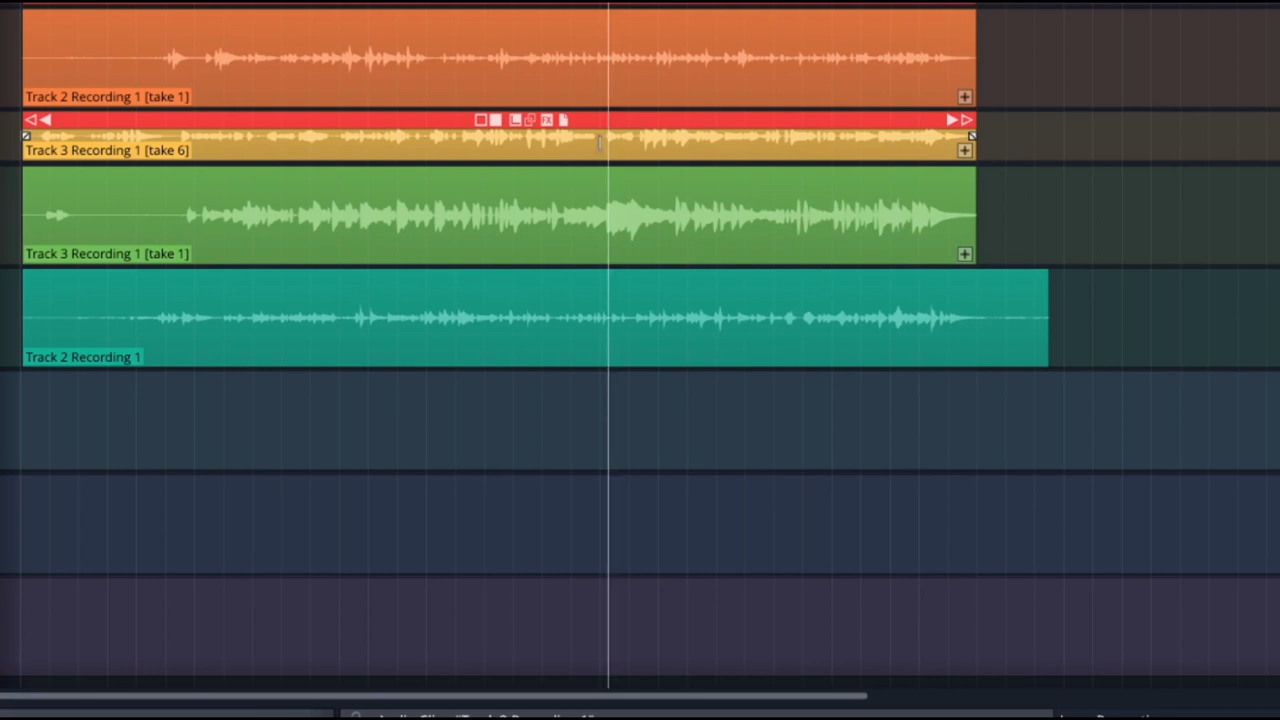 Track 2 Recording 1 [take 1]
FX
Track 3 Recording 1 [take 6]
Track 3 Recording 1 [take 1]
Track 2 Recording 1